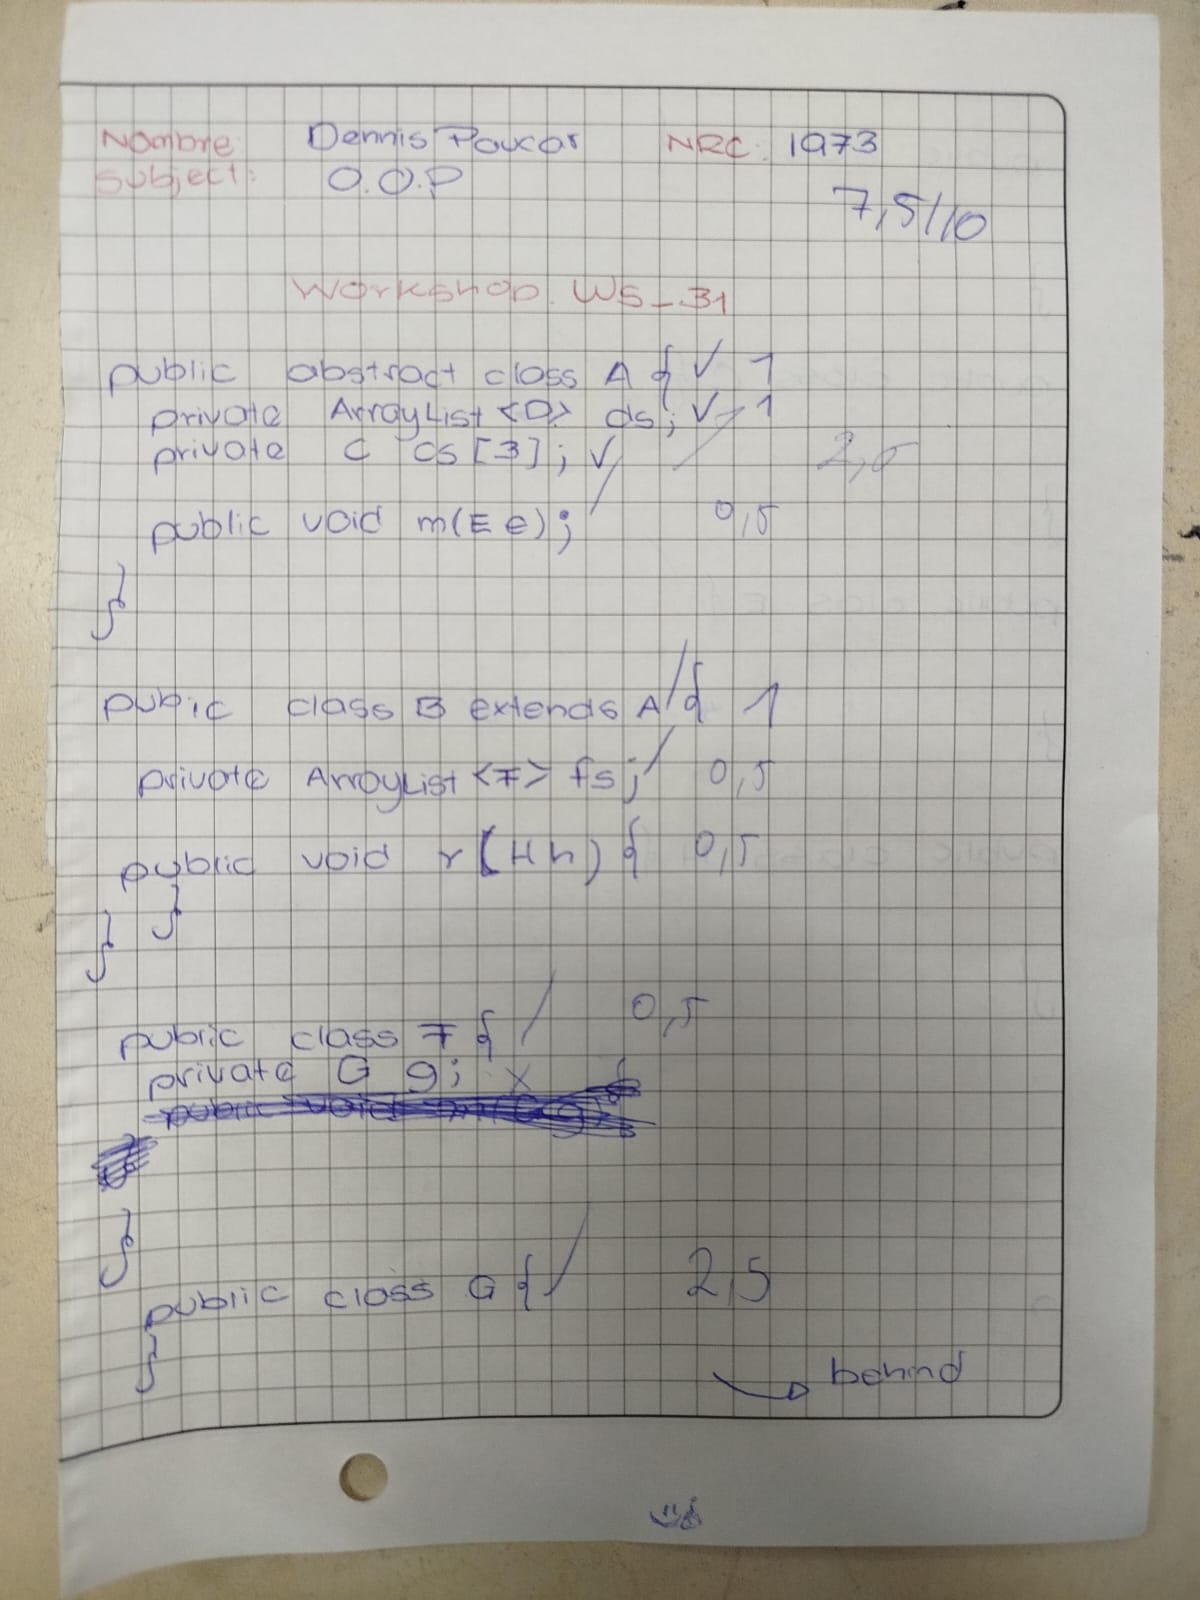 Nombre: Dennis Paucar NRC: 1973
Subject: O.O.P
7,5/10
Workshop. WS_31
public abstract class A { ✓ 1
private ArrayList <D> ds; ✓ 1
private C cs [3]; ✓ 2,5
public void m(E e); 0,5
}
pubic class B extends A { 1
private ArrayList <F> fs; 0,5
public void r(H h) { 0,5
}
}
public class F { 0,5
private G g; x
}
public class G { 2,5
}
behind